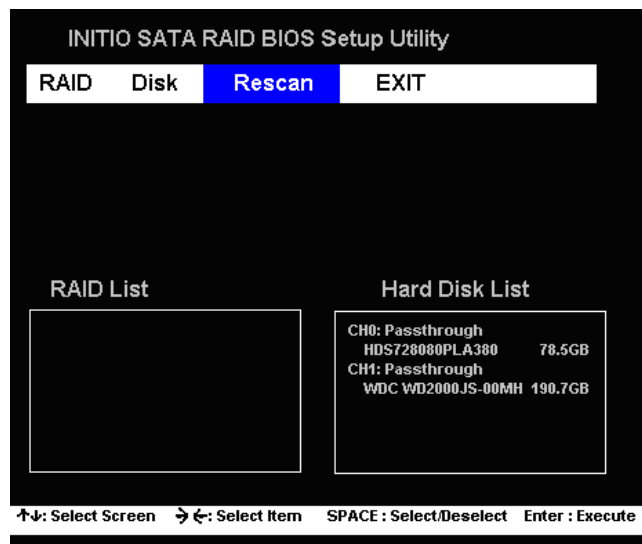 INITIO SATA RAID BIOS Setup Utility
RAID Disk Rescan EXIT
RAID List
Hard Disk List
CH0: Passthrough
HDS728080PLA380 78.5GB
CH1: Passthrough
WDC WD2000JS-00MH 190.7GB
↑↓: Select Screen →←: Select Item SPACE : Select/Deselect Enter : Execute